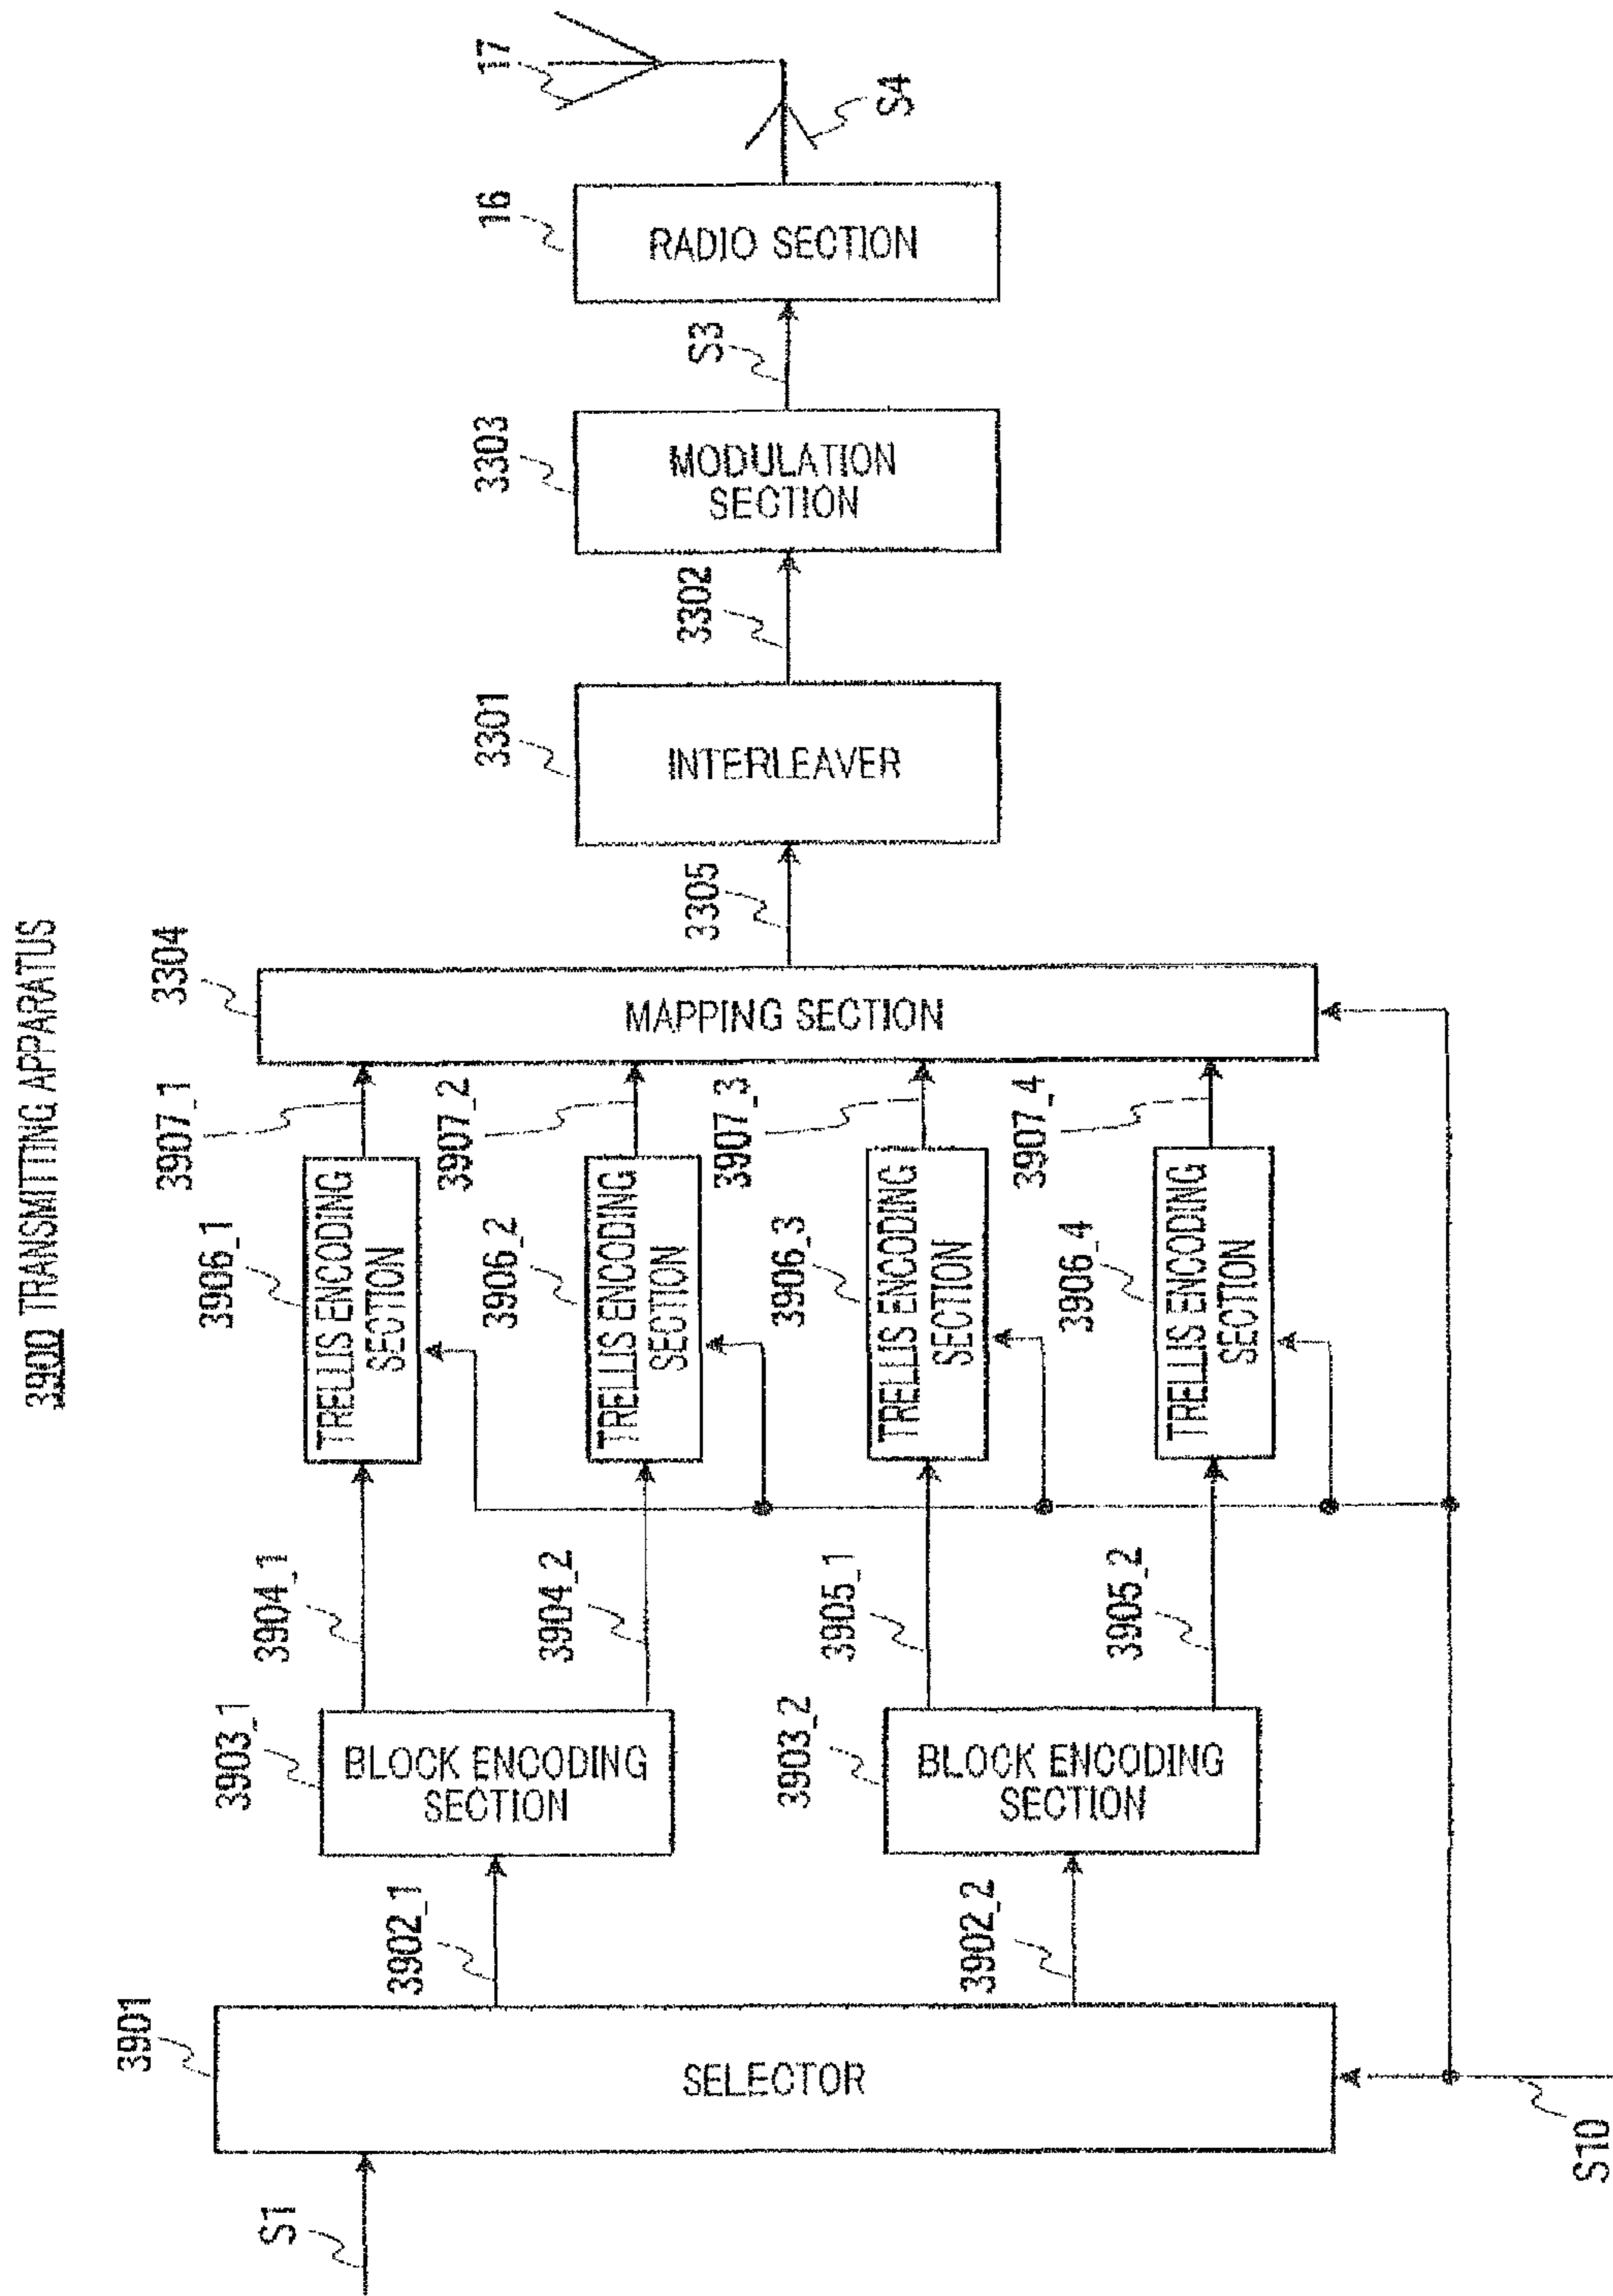 3900 TRANSMITTING APPARATUS
S1
3901
SELECTOR
S10
3902_1
3902_2
3903_1
BLOCK ENCODING
SECTION
3903_2
BLOCK ENCODING
SECTION
3904_1
3904_2
3905_1
3905_2
3906_1
TRELLIS ENCODING
SECTION
3906_2
TRELLIS ENCODING
SECTION
3906_3
TRELLIS ENCODING
SECTION
3906_4
TRELLIS ENCODING
SECTION
3907_1
3907_2
3907_3
3907_4
3304
MAPPING SECTION
3305
3301
INTERLEAVER
3302
3303
MODULATION
SECTION
S3
16
RADIO SECTION
17
S4